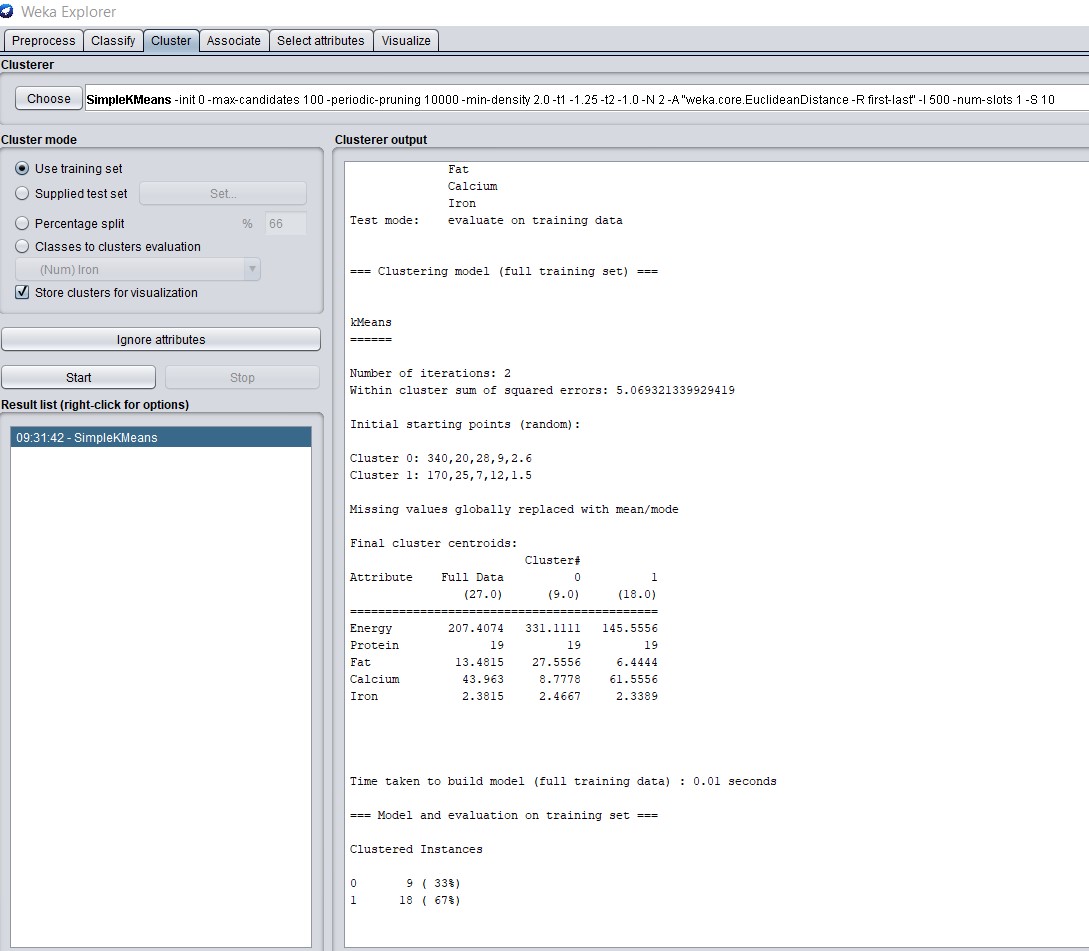 Weka Explorer
Preprocess Classify Cluster Associate Select attributes Visualize
Clusterer
Choose SimpleKMeans -init 0 -max-candidates 100 -periodic-pruning 10000 -min-density 2.0 -t1 -1.25 -t2 -1.0 -N 2 -A "weka.core.EuclideanDistance -R first-last" -I 500 -num-slots 1 -S 10
Cluster mode
Use training set
Supplied test set Set...
Percentage split % 66
Classes to clusters evaluation
(Num) Iron
Store clusters for visualization
Ignore attributes
Start Stop
Result list (right-click for options)
09:31:42 - SimpleKMeans
Clusterer output
Fat
Calcium
Iron
Test mode: evaluate on training data
=== Clustering model (full training set) ===
kMeans
======
Number of iterations: 2
Within cluster sum of squared errors: 5.069321339929419
Initial starting points (random):
Cluster 0: 340,20,28,9,2.6
Cluster 1: 170,25,7,12,1.5
Missing values globally replaced with mean/mode
Final cluster centroids:
Cluster#
Attribute Full Data 0 1
(27.0) (9.0) (18.0)
=============================================
Energy 207.4074 331.1111 145.5556
Protein 19 19 19
Fat 13.4815 27.5556 6.4444
Calcium 43.963 8.7778 61.5556
Iron 2.3815 2.4667 2.3389
Time taken to build model (full training data) : 0.01 seconds
=== Model and evaluation on training set ===
Clustered Instances
0 9 ( 33%)
1 18 ( 67%)